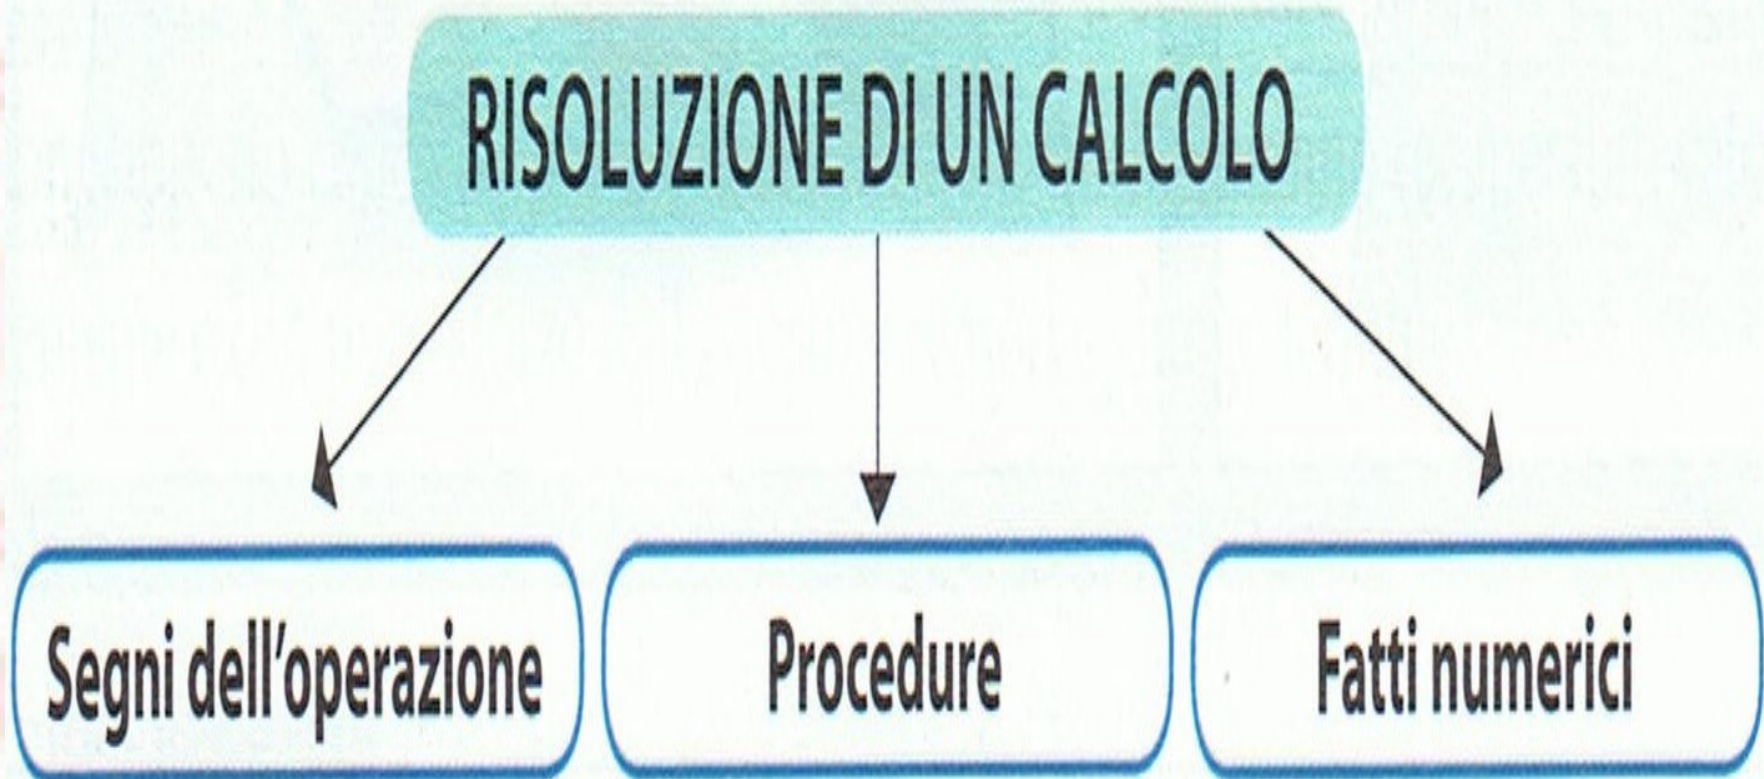 RISOLUZIONE DI UN CALCOLO
Segni dell'operazione
Procedure
Fatti numerici